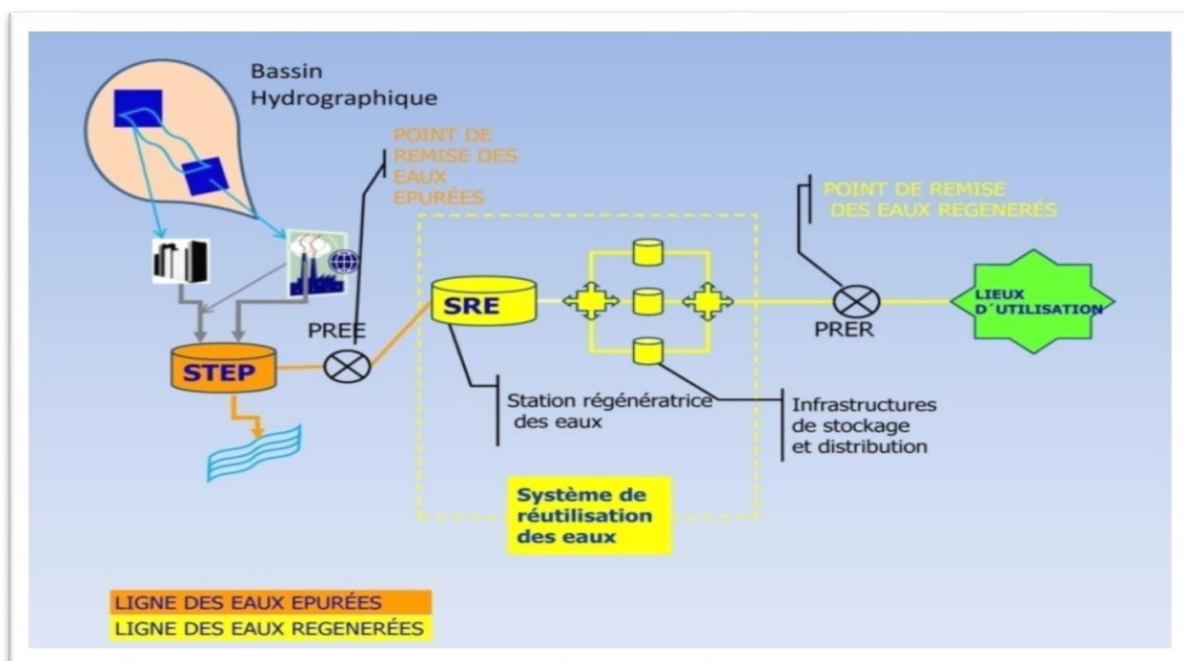 Bassin
Hydrographique
POINT DE
REMISE DES
EAUX
EPURÉES
POINT DE REMISE
DES EAUX REGENERÉS
SRE
LIEUX
D´UTILISATION
PREE
PRER
STEP
Station régénératrice
des eaux
Infrastructures
de stockage
et distribution
Système de
réutilisation
des eaux
LIGNE DES EAUX EPURÉES
LIGNE DES EAUX REGENERÉES